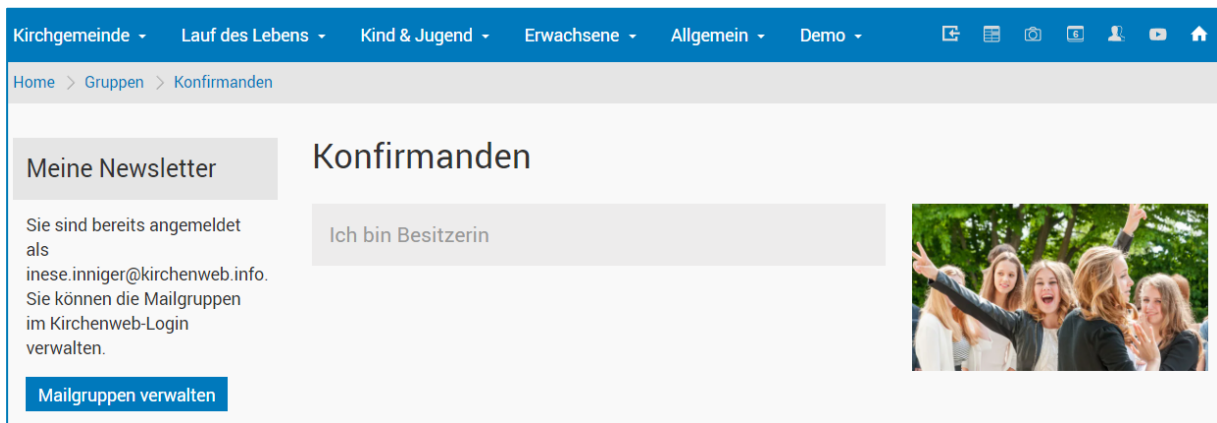 Kirchgemeinde Lauf des Lebens Kind & Jugend Erwachsene Allgemein Demo 6
Home > Gruppen > Konfirmanden
Meine Newsletter
Sie sind bereits angemeldet
als
inese.inniger@kirchenweb.info.
Sie können die Mailgruppen
im Kirchenweb-Login
verwalten.
Mailgruppen verwalten
Konfirmanden
Ich bin Besitzerin